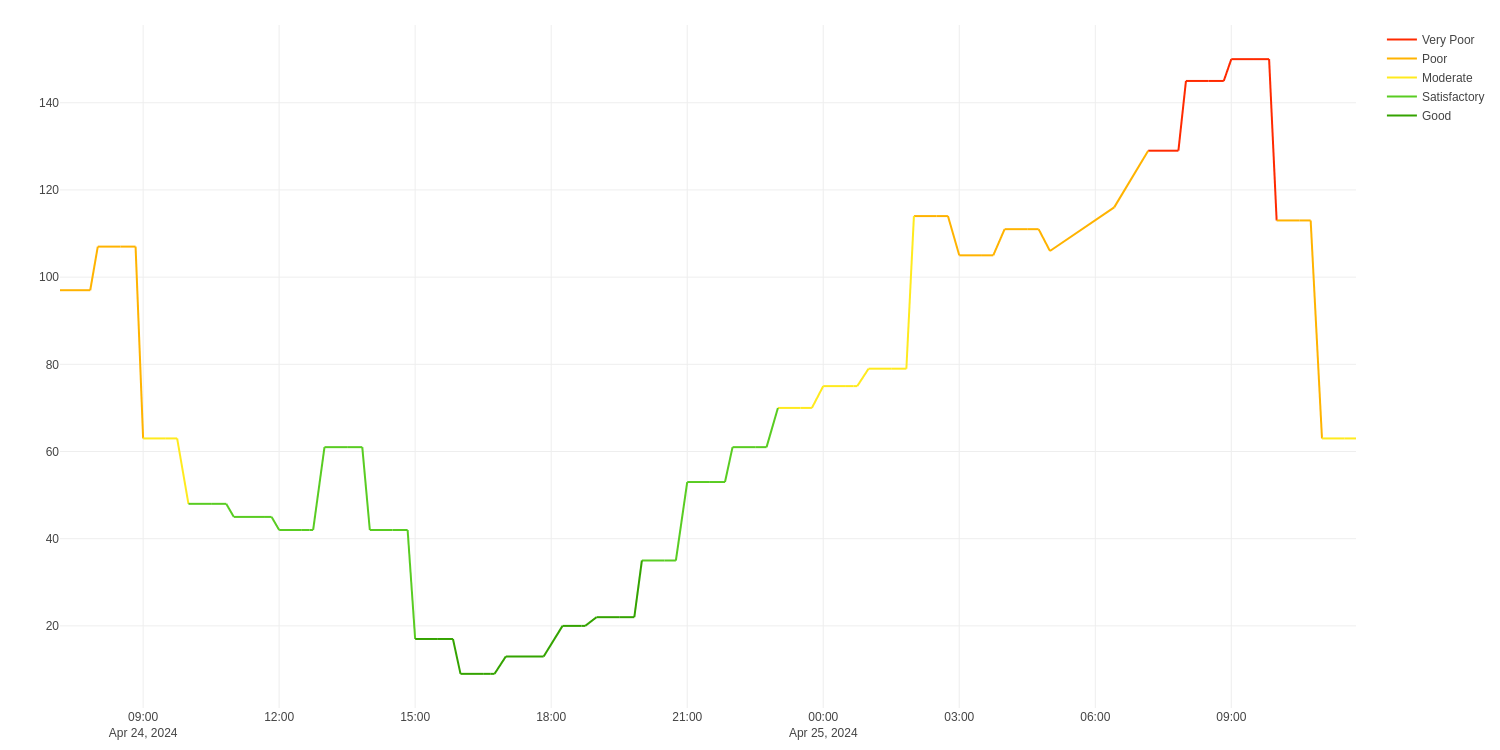 Very Poor
Poor
Moderate
Satisfactory
Good
140
120
100
80
60
40
20
09:00
12:00
15:00
18:00
21:00
00:00
03:00
06:00
09:00
Apr 24, 2024
Apr 25, 2024